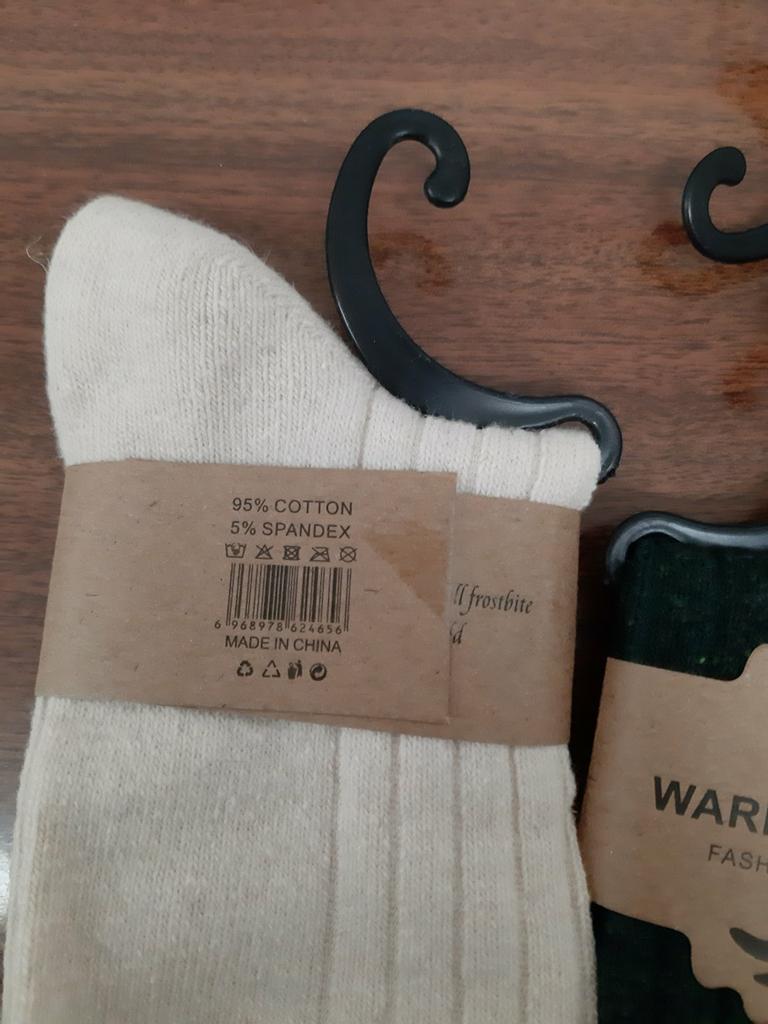 95% COTTON
5% SPANDEX
6 968978 624656
MADE IN CHINA
frostbite
WAR
FASH